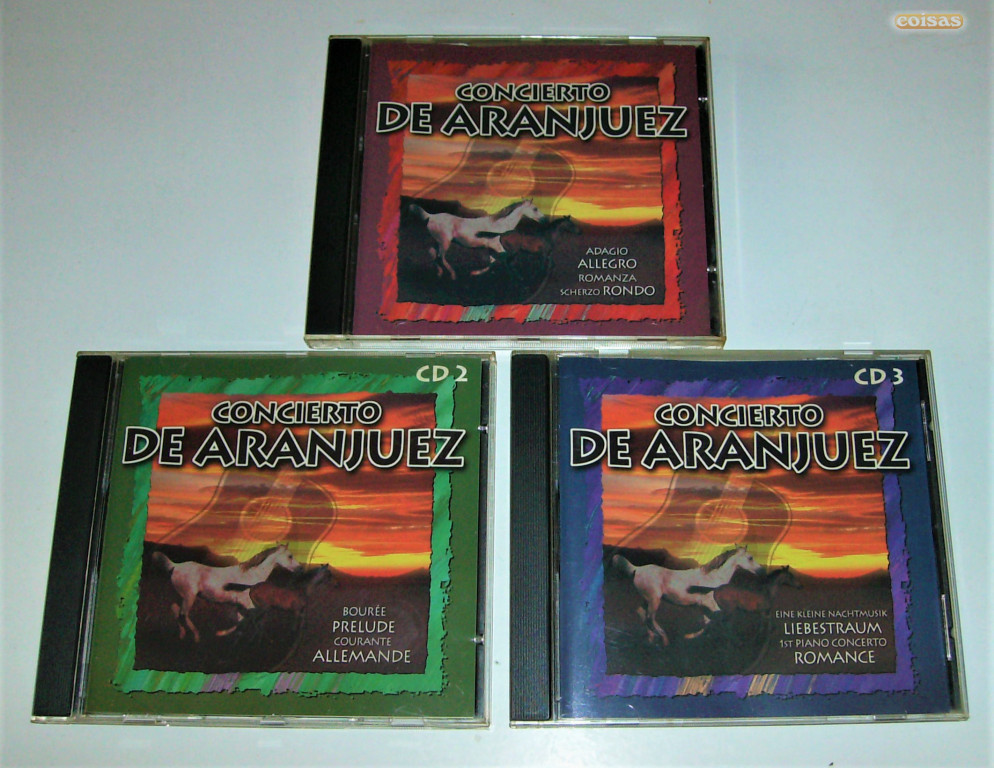 coisas
CONCIERTO
DE ARANJUEZ
ADAGIO
ALLEGRO
ROMANZA
SCHERZO RONDO
CD 2
CONCIERTO
DE ARANJUEZ
BOURÉE
PRELUDE
COURANTE
ALLEMANDE
CD 3
CONCIERTO
DE ARANJUEZ
EINE KLEINE NACHTMUSIK
LIEBESTRAUM
1ST PIANO CONCERTO
ROMANCE